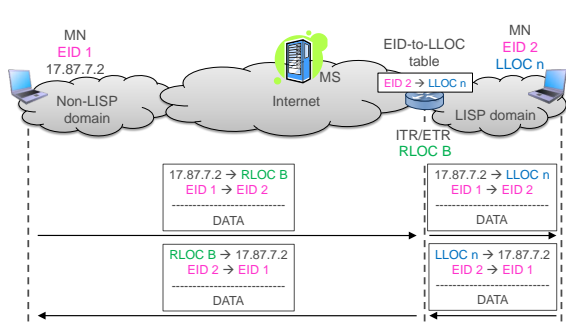 MN
EID 1
17.87.7.2
Non-LISP
domain
MS
Internet
EID-to-LLOC
table
EID 2 → LLOC n
MN
EID 2
LLOC n
LISP domain
ITR/ETR
RLOC B
17.87.7.2 → RLOC B
EID 1 → EID 2
----------------------------
DATA
17.87.7.2 → LLOC n
EID 1 → EID 2
----------------------------
DATA
RLOC B → 17.87.7.2
EID 2 → EID 1
----------------------------
DATA
LLOC n → 17.87.7.2
EID 2 → EID 1
----------------------------
DATA